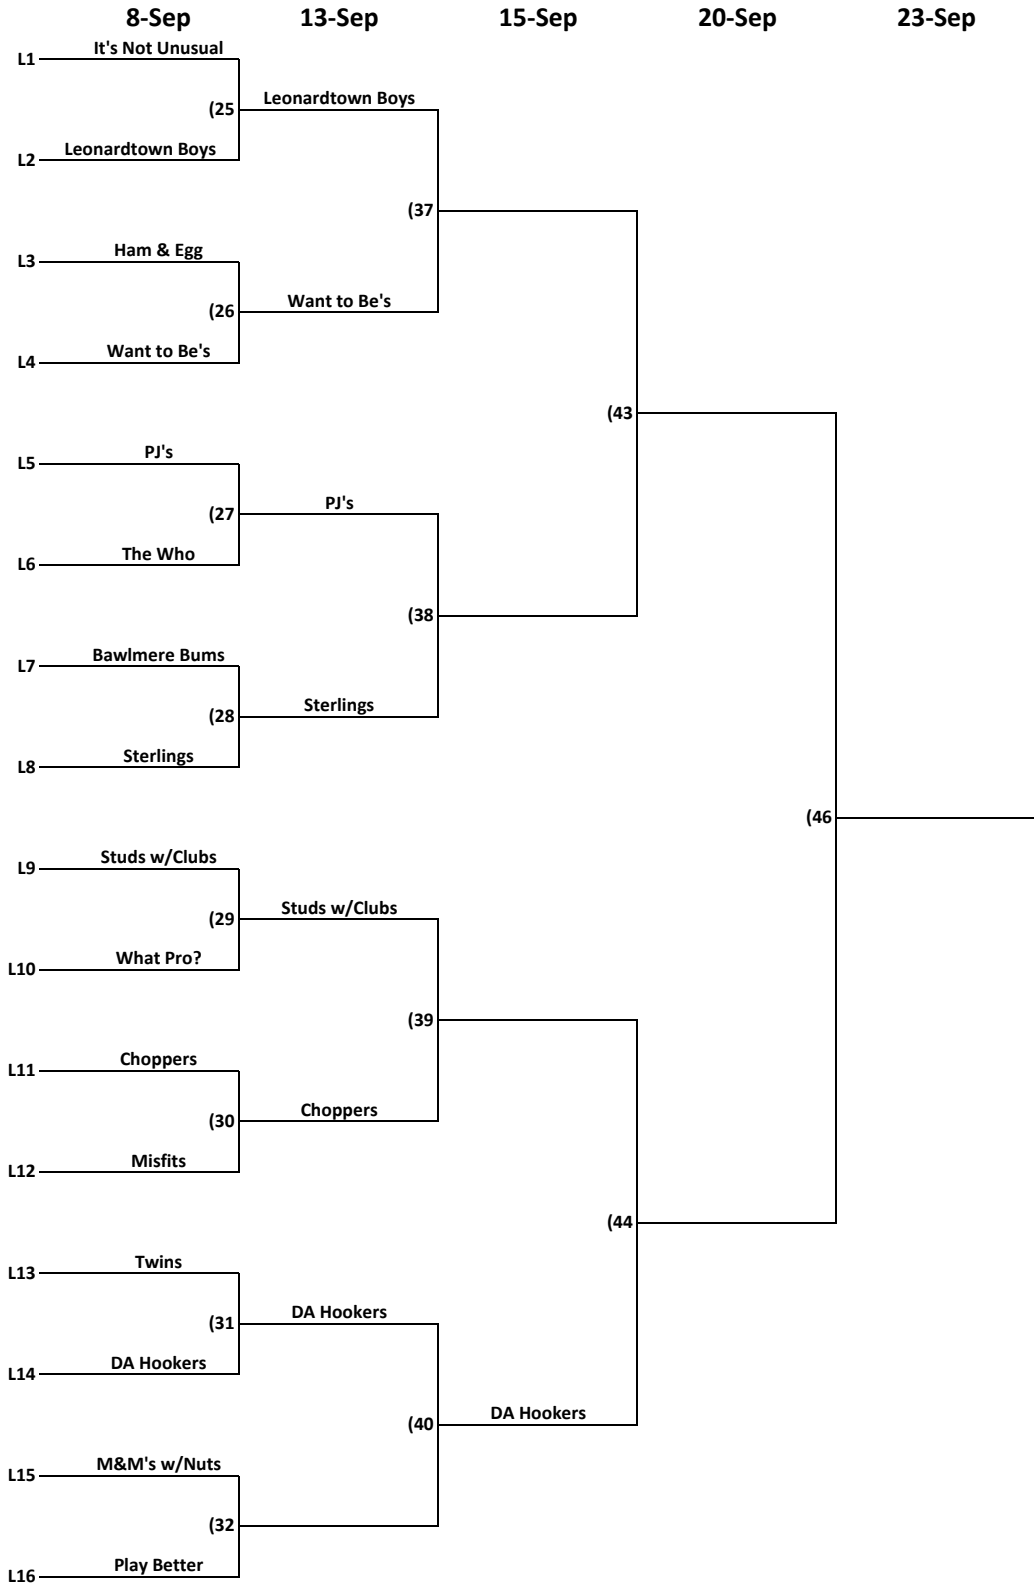 8-Sep 13-Sep 15-Sep 20-Sep 23-Sep
It's Not Unusual
L1
(25 Leonardtown Boys
Leonardtown Boys
L2
(37
Ham & Egg
L3
(26 Want to Be's
Want to Be's
L4
(43
PJ's
L5
(27 PJ's
The Who
L6
(38
Bawlmere Bums
L7
(28 Sterlings
Sterlings
L8
(46
Studs w/Clubs
L9
(29 Studs w/Clubs
What Pro?
L10
(39
Choppers
L11
(30 Choppers
Misfits
L12
(44
Twins
L13
(31 DA Hookers
DA Hookers
L14
(40 DA Hookers
M&M's w/Nuts
L15
(32
Play Better
L16